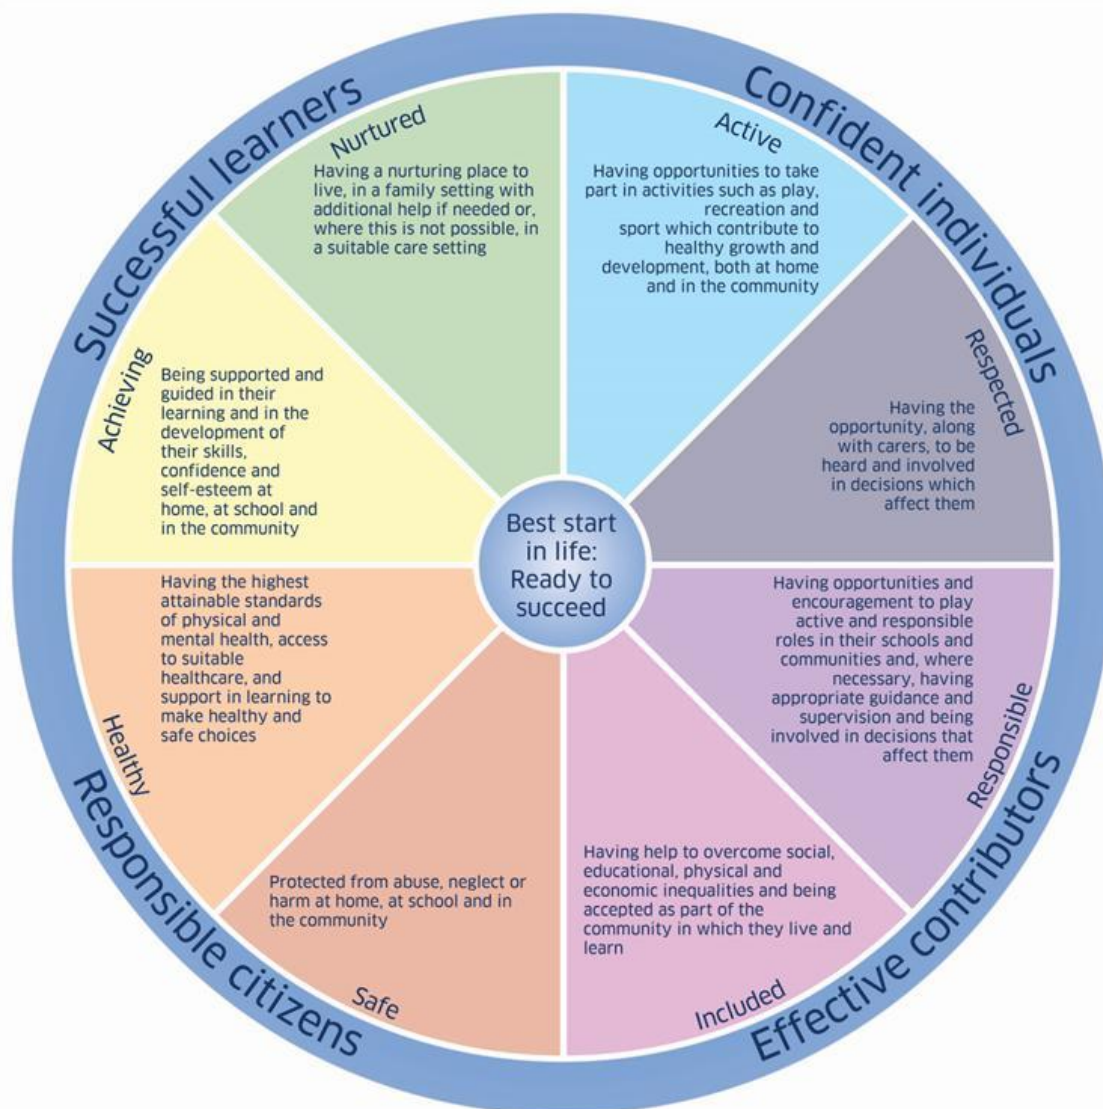 Successful learners
Confident individuals
Nurtured
Having a nurturing place to
live, in a family setting with
additional help if needed or,
where this is not possible, in
a suitable care setting
Active
Having opportunities to take
part in activities such as play,
recreation and
sport which contribute to
healthy growth and
development, both at home
and in the community
Achieving
Being supported and
guided in their
learning and in the
development of
their skills,
confidence and
self-esteem at
home, at school and
in the community
Respected
Having the
opportunity, along
with carers, to be
heard and involved
in decisions which
affect them
Best start
in life:
Ready to
succeed
Having the highest
attainable standards
of physical and
mental health, access
to suitable
healthcare, and
support in learning to
make healthy and
safe choices
Healthy
Having opportunities and
encouragement to play
active and responsible
roles in their schools and
communities and, where
necessary, having
appropriate guidance and
supervision and being
involved in decisions that
affect them
Responsible
Protected from abuse, neglect or
harm at home, at school and in
the community
Safe
Having help to overcome social,
educational, physical and
economic inequalities and being
accepted as part of the
community in which they live and
learn
Included
Responsible citizens
Effective contributors